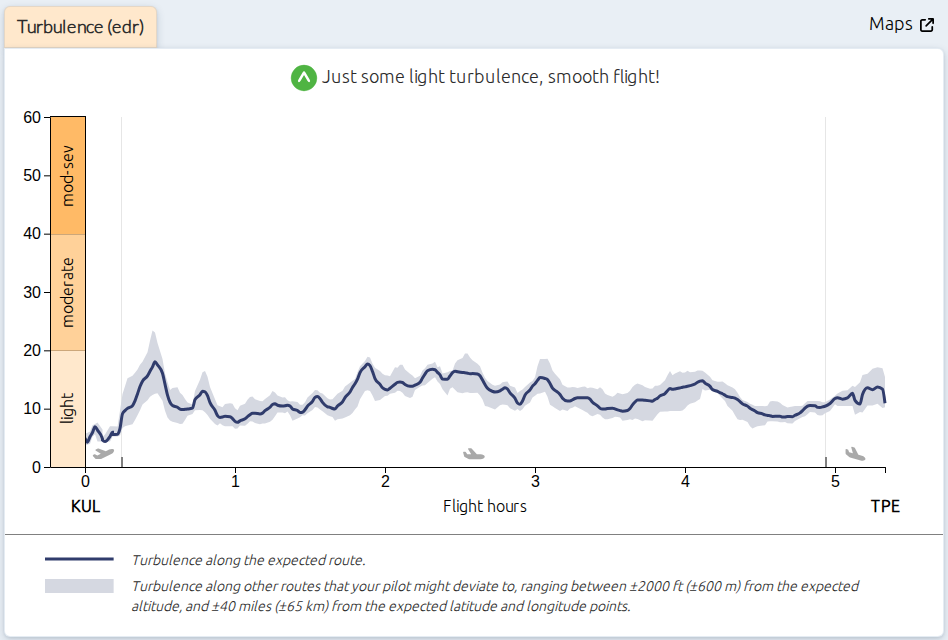 Turbulence (edr)
Maps
Just some light turbulence, smooth flight!
60
50
40
30
20
10
0
mod-sev
moderate
light
0 1 2 3 4 5
KUL Flight hours TPE
Turbulence along the expected route.
Turbulence along other routes that your pilot might deviate to, ranging between ±2000 ft (±600 m) from the expected
altitude, and ±40 miles (±65 km) from the expected latitude and longitude points.